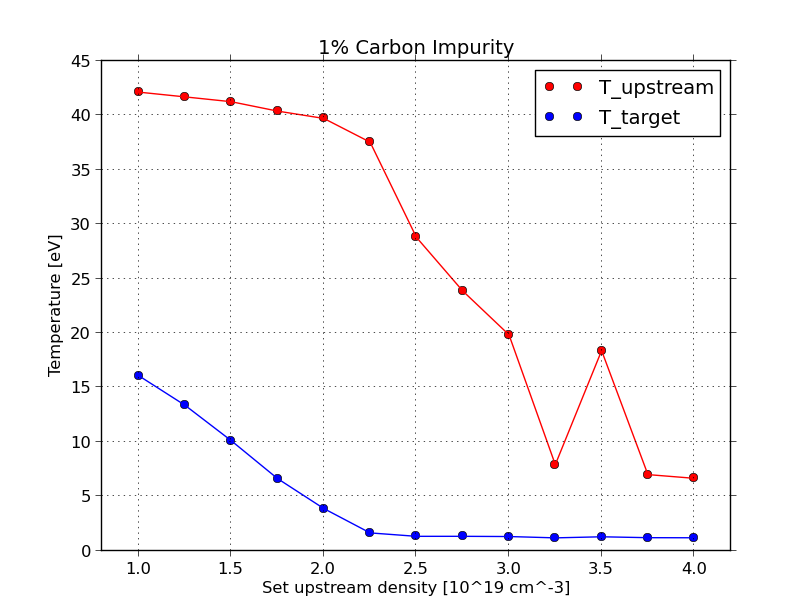 1% Carbon Impurity
45
40
35
30
25
20
15
10
5
0
T_upstream
T_target
Temperature [eV]
1.0 1.5 2.0 2.5 3.0 3.5 4.0
Set upstream density [10^19 cm^-3]